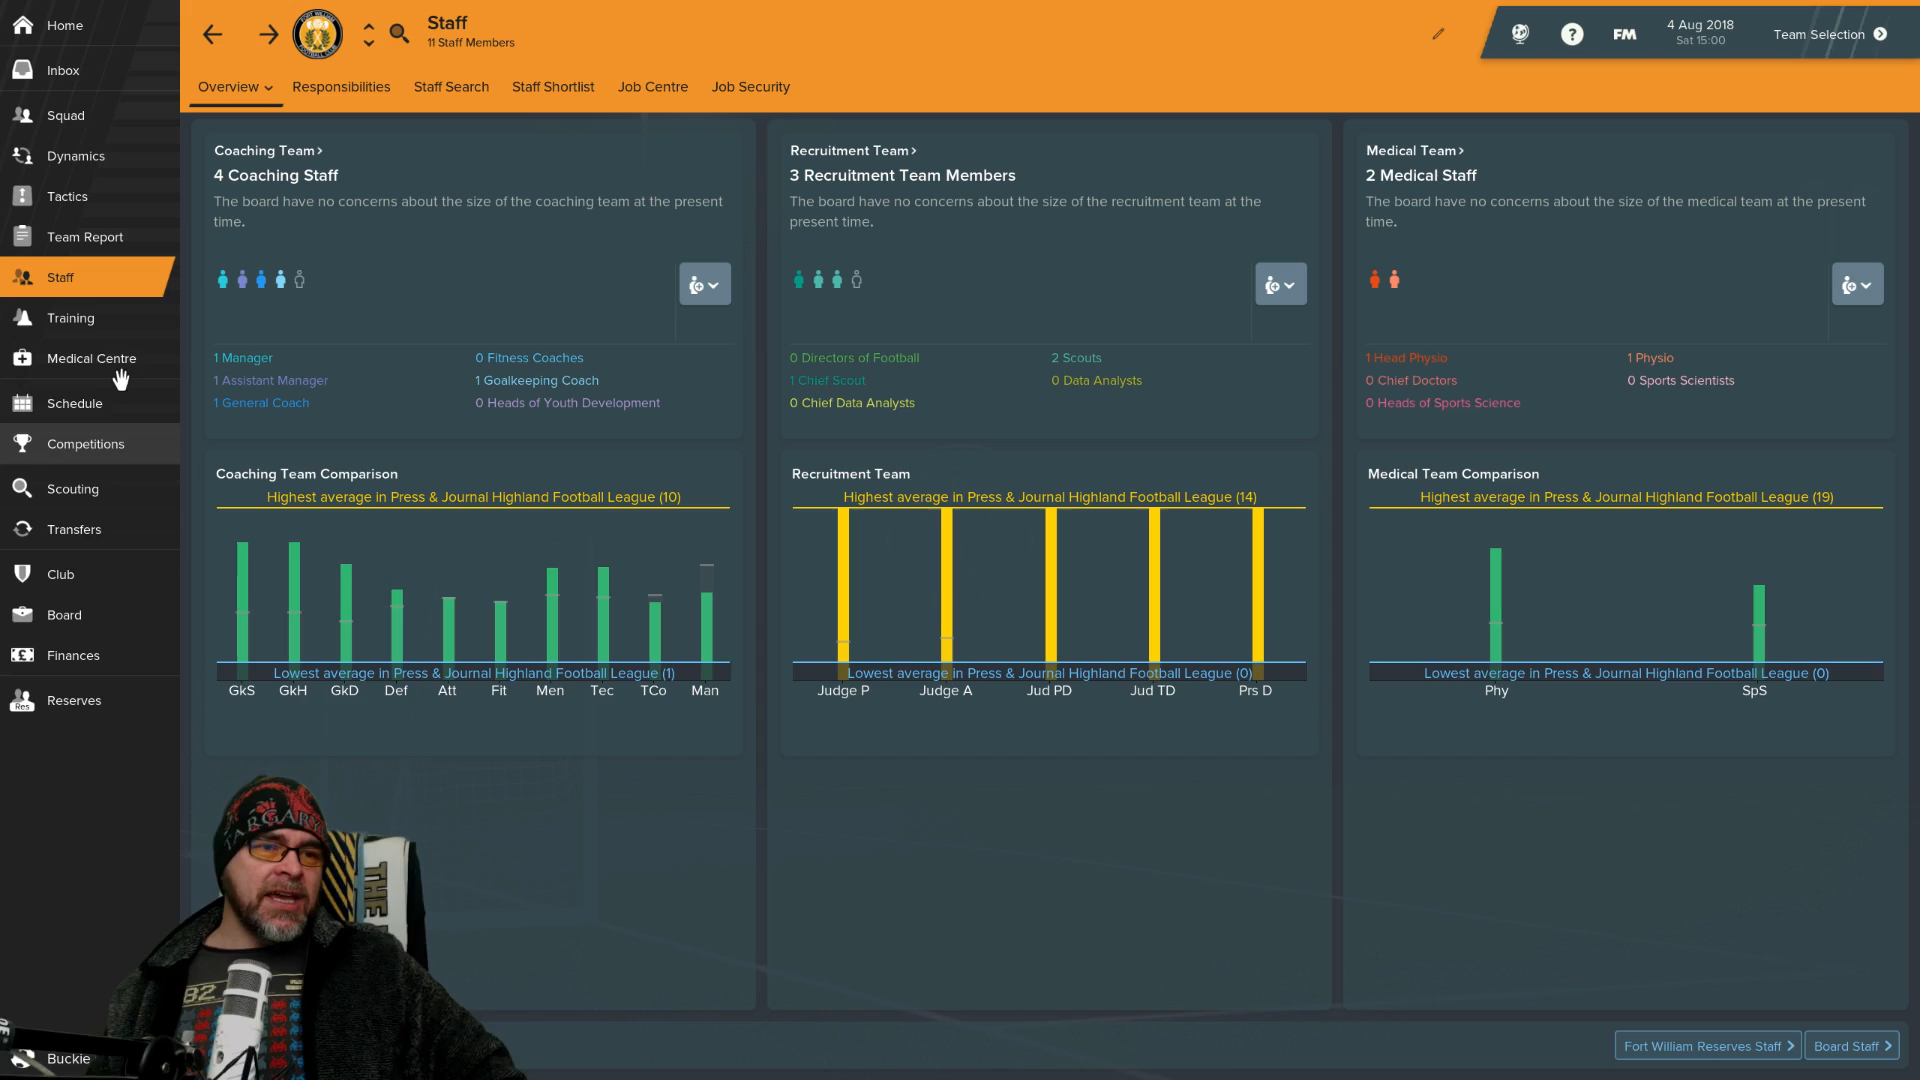 Home
Inbox
Squad
Dynamics
Tactics
Team Report
Staff
Training
Medical Centre
Schedule
Competitions
Scouting
Transfers
Club
Board
Finances
Res
Reserves
Buckie
Staff
11 Staff Members
?
FM
4 Aug 2018
Sat 15:00
Team Selection
Overview
Responsibilities
Staff Search
Staff Shortlist
Job Centre
Job Security
Coaching Team
4 Coaching Staff
The board have no concerns about the size of the coaching team at the present
time.
1 Manager
0 Fitness Coaches
1 Assistant Manager
1 Goalkeeping Coach
1 General Coach
0 Heads of Youth Development
Recruitment Team
3 Recruitment Team Members
The board have no concerns about the size of the recruitment team at the
present time.
0 Directors of Football
2 Scouts
1 Chief Scout
0 Data Analysts
0 Chief Data Analysts
Medical Team
2 Medical Staff
The board have no concerns about the size of the medical team at the present
time.
1 Head Physio
1 Physio
0 Chief Doctors
0 Sports Scientists
0 Heads of Sports Science
Coaching Team Comparison
Highest average in Press & Journal Highland Football League (10)
Lowest average in Press & Journal Highland Football League (1)
GkS GkH GkD Def Att Fit Men Tec TCo Man
Recruitment Team
Highest average in Press & Journal Highland Football League (14)
Lowest average in Press & Journal Highland Football League (0)
Judge P Judge A Jud PD Jud TD Prs D
Medical Team Comparison
Highest average in Press & Journal Highland Football League (19)
Lowest average in Press & Journal Highland Football League (0)
Phy SpS
TARGARY
THE
82
Fort William Reserves Staff
Board Staff